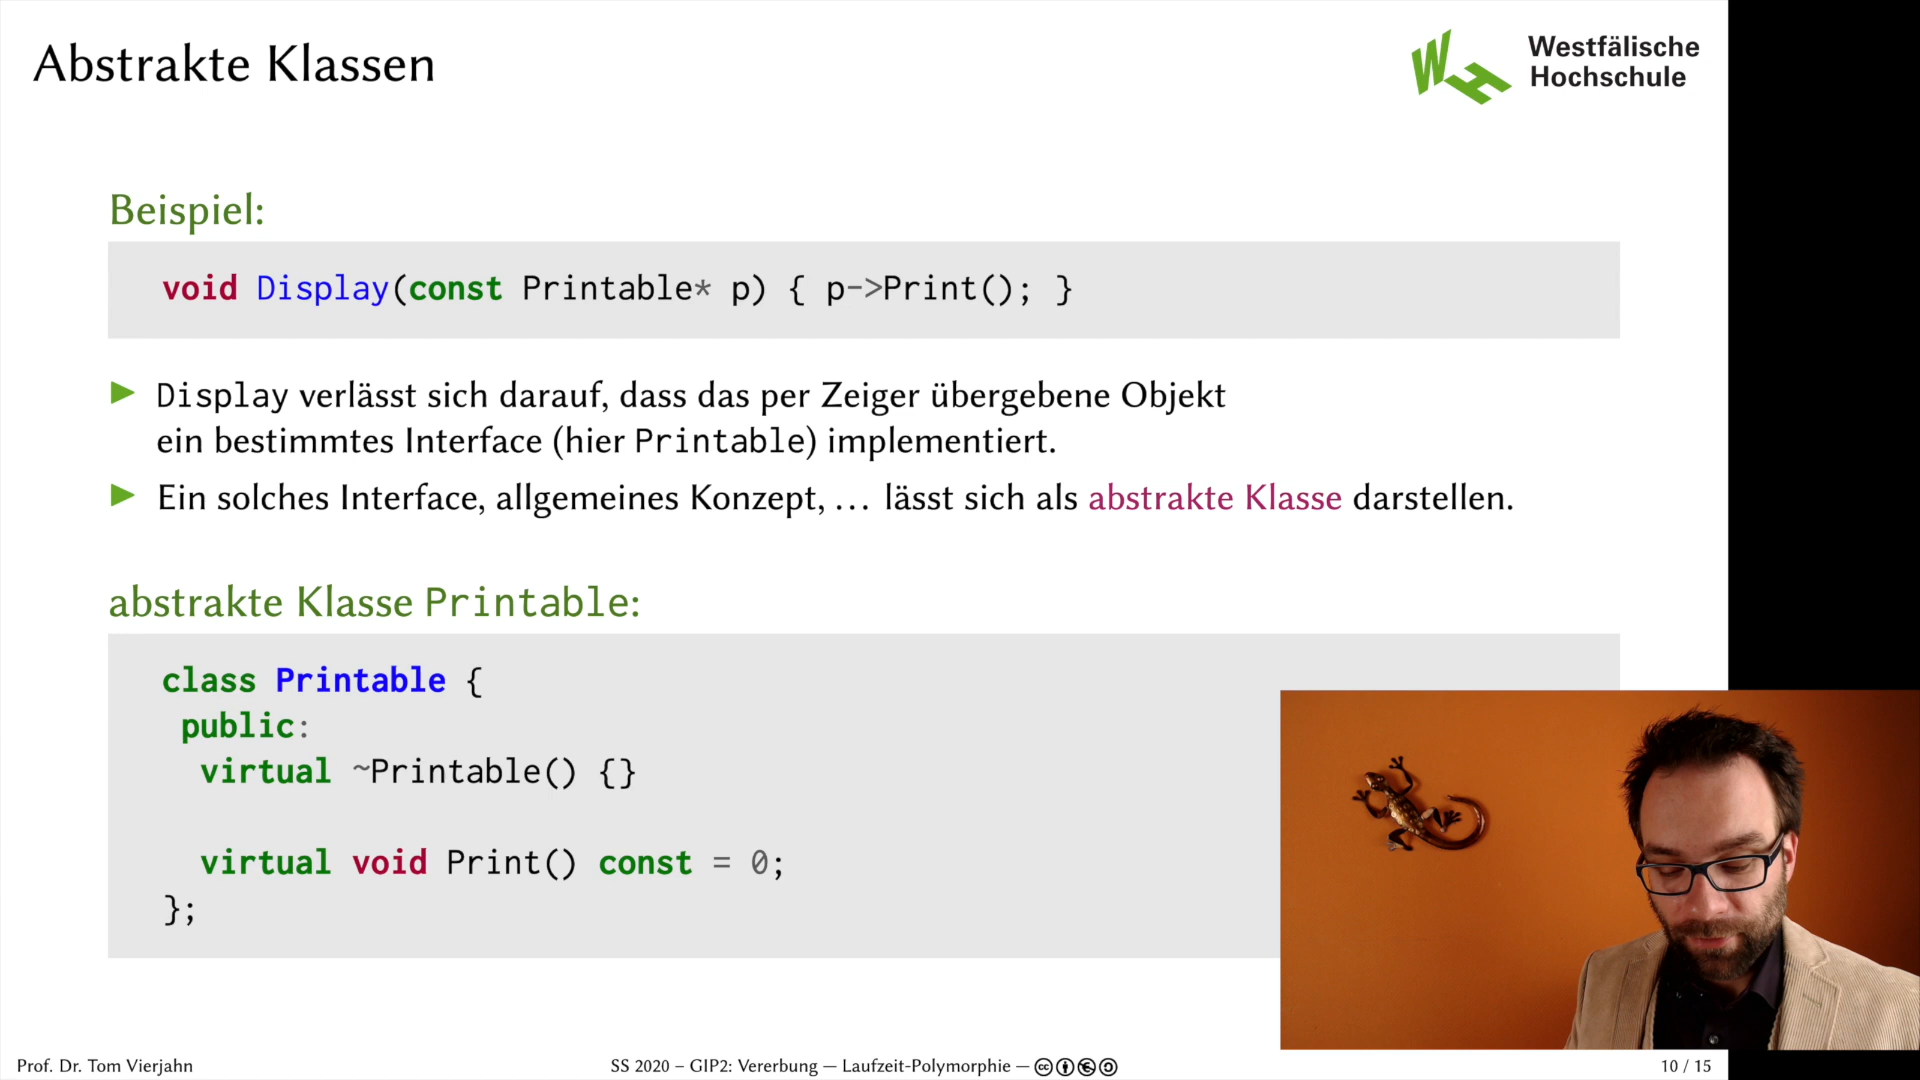 Abstrakte Klassen
Westfälische
Hochschule
Beispiel:
void Display(const Printable* p) { p->Print(); }
Display verlässt sich darauf, dass das per Zeiger übergebene Objekt
ein bestimmtes Interface (hier Printable) implementiert.
Ein solches Interface, allgemeines Konzept, … lässt sich als abstrakte Klasse darstellen.
abstrakte Klasse Printable:
class Printable {
public:
virtual ~Printable() {}
virtual void Print() const = 0;
};
Prof. Dr. Tom Vierjahn
SS 2020 – GIP2: Vererbung — Laufzeit-Polymorphie —
10 / 15